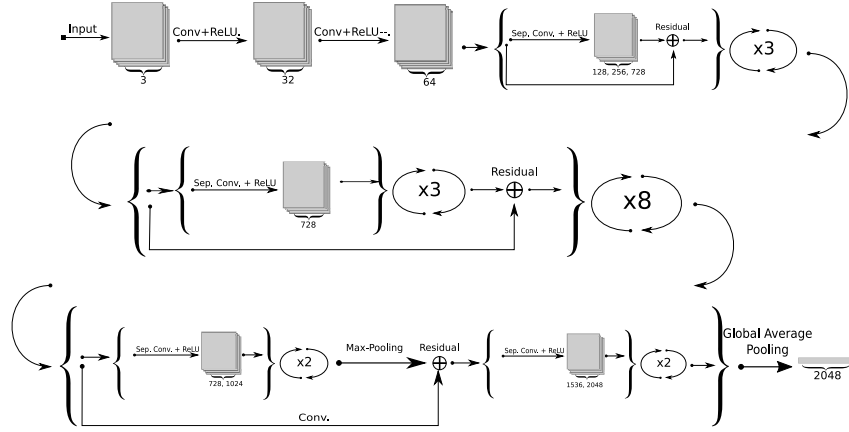 Input
Conv+ReLU.
Conv+ReLU--.
Sep, Conv, + ReLU
Residual
x3
3
32
64
128, 256, 728
Sep, Conv, + ReLU
x3
Residual
x8
728
Sep. Conv. + ReLU
x2
Max-Pooling
Residual
Sep. Conv. + ReLU
x2
Global Average
Pooling
728, 1024
1536, 2048
2048
Conv.